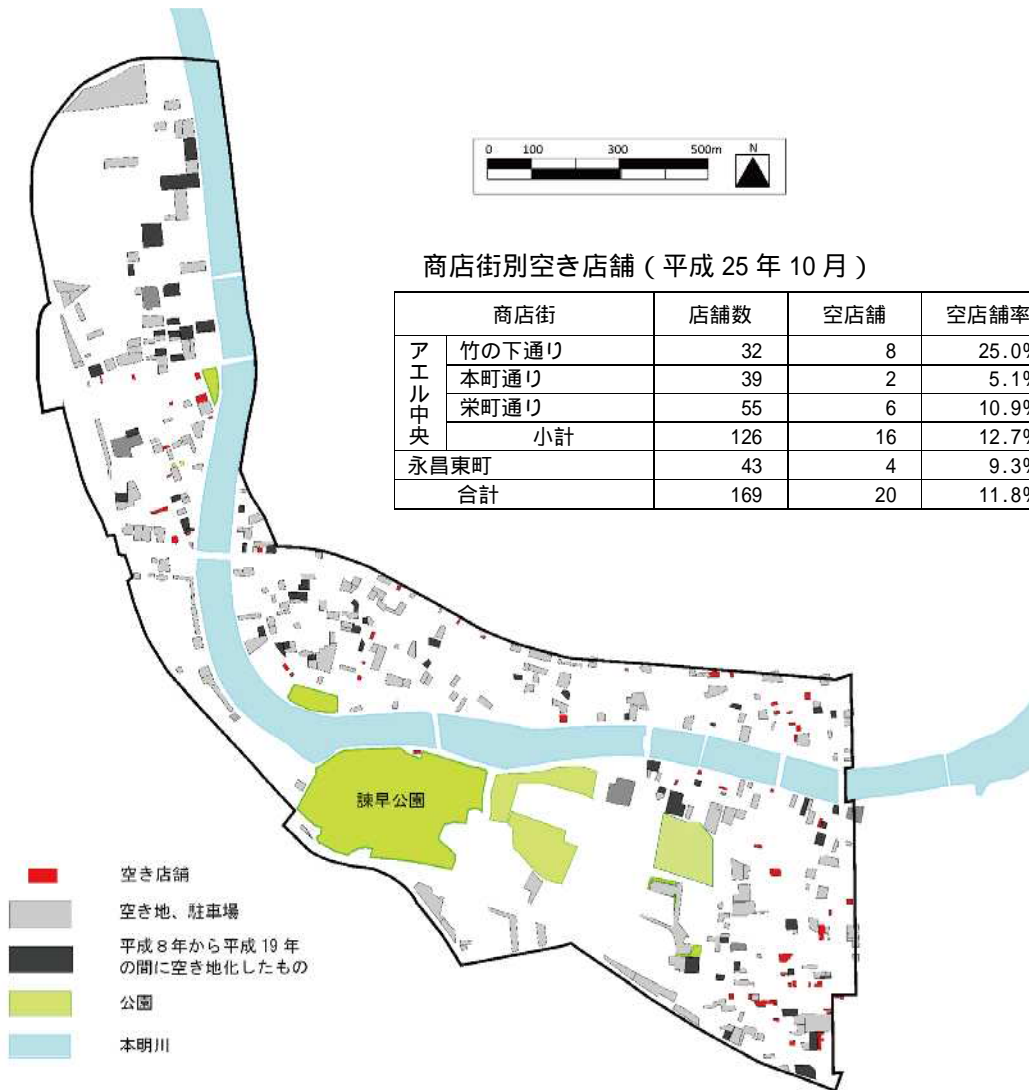 0 100 300 500m N
商店街別空き店舗（平成 25 年 10 月）
商店街 店舗数 空店舗 空店舗率
アエル中央
竹の下通り 32 8 25.0%
本町通り 39 2 5.1%
栄町通り 55 6 10.9%
小計 126 16 12.7%
永昌東町 43 4 9.3%
合計 169 20 11.8%
諫早公園
空き店舗
空き地、駐車場
平成８年から平成 19 年
の間に空き地化したもの
公園
本明川